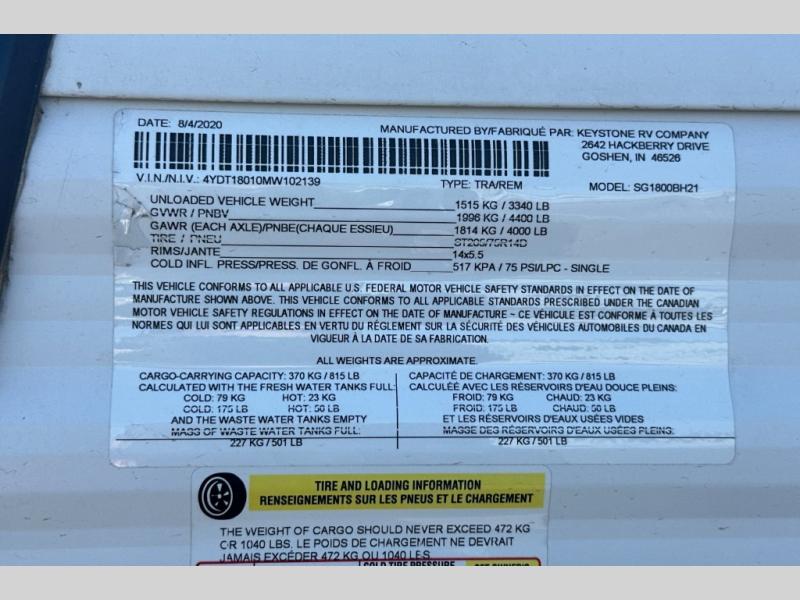 DATE: 8/4/2020
MANUFACTURED BY/FABRIQUÉ PAR: KEYSTONE RV COMPANY
2642 HACKBERRY DRIVE
GOSHEN, IN 46526
V.I.N./N.I.V.: 4YDT18010MW102139 TYPE: TRA/REM MODEL: SG1800BH21
UNLOADED VEHICLE WEIGHT 1515 KG / 3340 LB
GVWR / PNBV 1996 KG / 4400 LB
GAWR (EACH AXLE)/PNBE(CHAQUE ESSIEU) 1814 KG / 4000 LB
TIRE / PNEU ST205/75R14D
RIMS/JANTE 14x5.5
COLD INFL. PRESS/PRESS. DE GONFL. À FROID 517 KPA / 75 PSI/LPC - SINGLE
THIS VEHICLE CONFORMS TO ALL APPLICABLE U.S. FEDERAL MOTOR VEHICLE SAFETY STANDARDS IN EFFECT ON THE DATE OF
MANUFACTURE SHOWN ABOVE. THIS VEHICLE CONFORMS TO ALL APPLICABLE STANDARDS PRESCRIBED UNDER THE CANADIAN
MOTOR VEHICLE SAFETY REGULATIONS IN EFFECT ON THE DATE OF MANUFACTURE ~ CE VÉHICULE EST CONFORME À TOUTES LES
NORMES QUI LUI SONT APPLICABLES EN VERTU DU RÉGLEMENT SUR LA SÉCURITÉ DES VÉHICULES AUTOMOBILES DU CANADA EN
VIGUEUR À LA DATE DE SA FABRICATION.
ALL WEIGHTS ARE APPROXIMATE.
CARGO-CARRYING CAPACITY: 370 KG / 815 LB
CALCULATED WITH THE FRESH WATER TANKS FULL:
COLD: 79 KG HOT: 23 KG
COLD: 175 LB HOT: 50 LB
AND THE WASTE WATER TANKS EMPTY
MASS OF WASTE WATER TANKS FULL:
227 KG / 501 LB
CAPACITÉ DE CHARGEMENT: 370 KG / 815 LB
CALCULÉE AVEC LES RÉSERVOIRS D'EAU DOUCE PLEINS:
FROID: 79 KG CHAUD: 23 KG
FROID: 175 LB CHAUD: 50 LB
ET LES RÉSERVOIRS D'EAUX USÉES VIDES
MASSE DES RÉSERVOIRS D'EAUX USÉES PLEINS:
227 KG / 501 LB
TIRE AND LOADING INFORMATION
RENSEIGNEMENTS SUR LES PNEUS ET LE CHARGEMENT
THE WEIGHT OF CARGO SHOULD NEVER EXCEED 472 KG
OR 1040 LBS. LE POIDS DE CHARGEMENT NE DEVRAIT
JAMAIS EXCÉDER 472 KG OU 1040 LES
COLD TIRE PRESSURE SEE OWNER'S